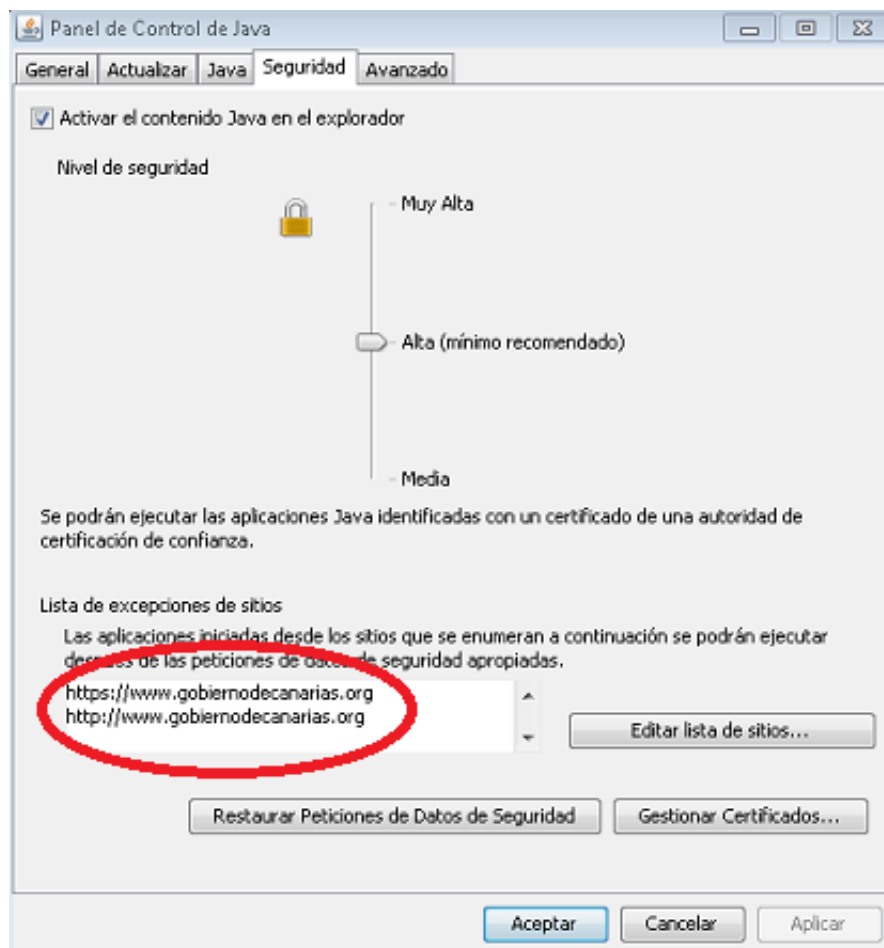 Panel de Control de Java
General Actualizar Java Seguridad Avanzado
Activar el contenido Java en el explorador
Nivel de seguridad
Muy Alta
Alta (mínimo recomendado)
Media
Se podrán ejecutar las aplicaciones Java identificadas con un certificado de una autoridad de
certificación de confianza.
Lista de excepciones de sitios
Las aplicaciones iniciadas desde los sitios que se enumeran a continuación se podrán ejecutar
después de las peticiones de datos de seguridad apropiadas.
https://www.gobiernodecanarias.org
http://www.gobiernodecanarias.org
Editar lista de sitios...
Restaurar Peticiones de Datos de Seguridad Gestionar Certificados...
Aceptar Cancelar Aplicar